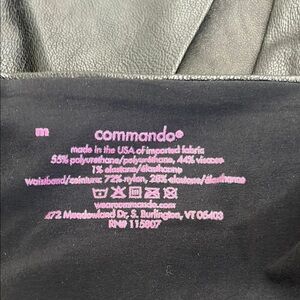 m
commando®
made in the USA of imported fabric
55% polyurethane/polyuréthane, 44% viscose
1% elastane/élasthanne
waistband/ceinture: 72% nylon, 28% elastane/élasthanne
wearcommando.com
472 Meadowland Dr, S. Burlington, VT 05403
RN# 115807